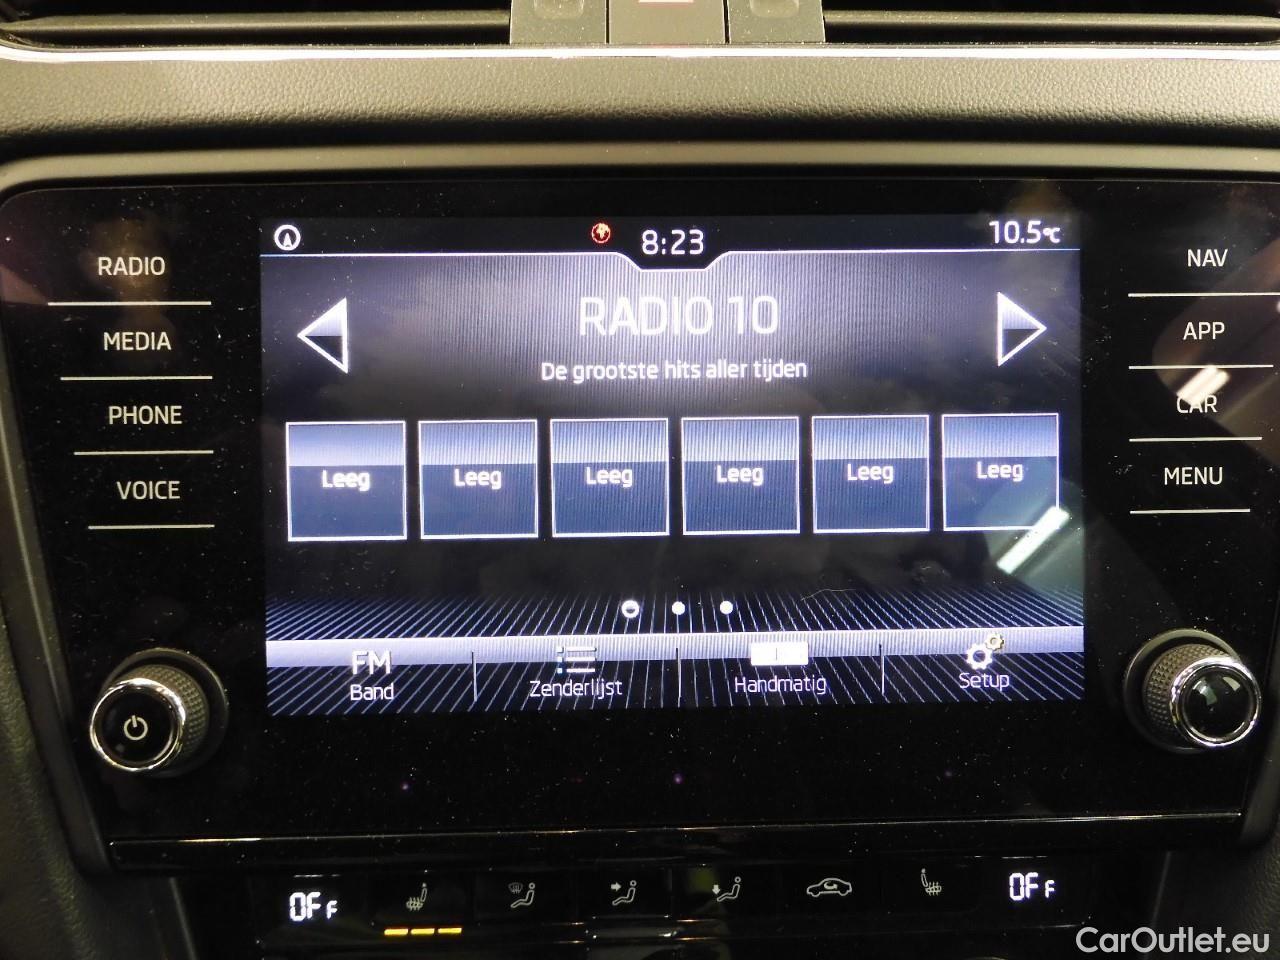 8:23
10.5°C
RADIO
MEDIA
PHONE
VOICE
RADIO 10
De grootste hits aller tijden
Leeg Leeg Leeg Leeg Leeg Leeg
FM
Band
Zenderlijst
Handmatig
Setup
NAV
APP
CAR
MENU
OFF
OFF
CarOutlet.eu